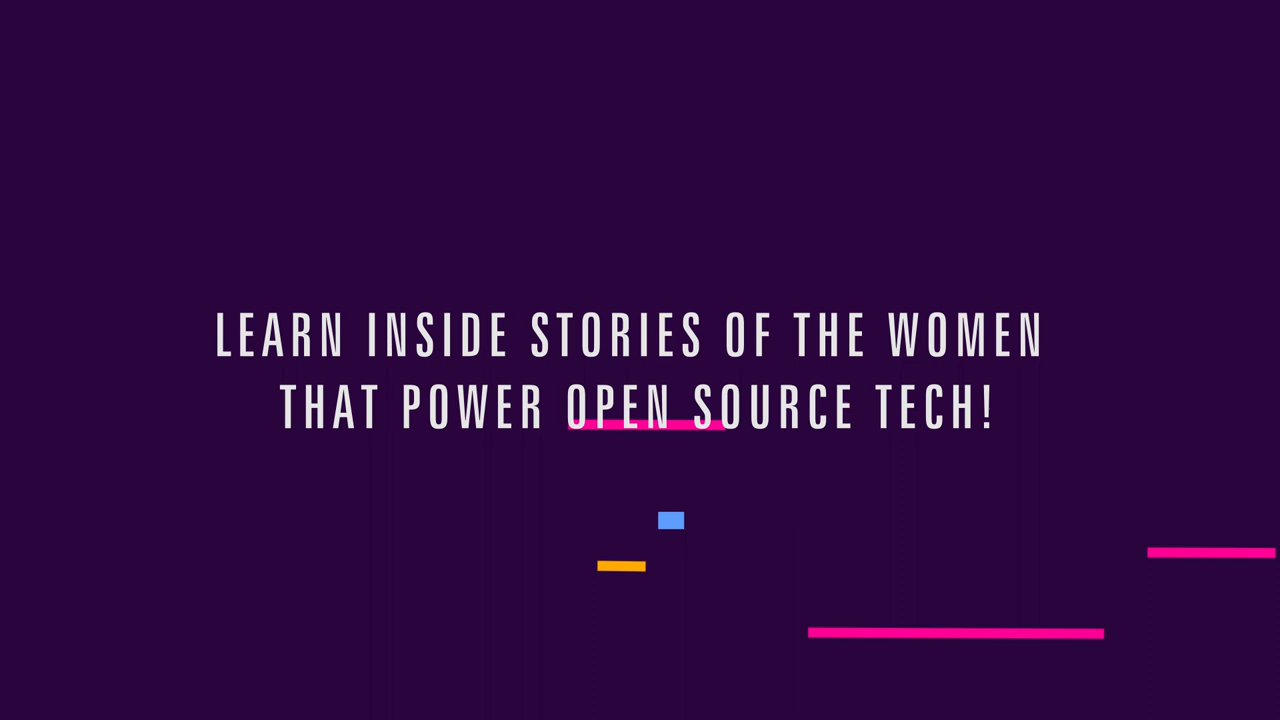 LEARN INSIDE STORIES OF THE WOMEN
THAT POWER OPEN SOURCE TECH!